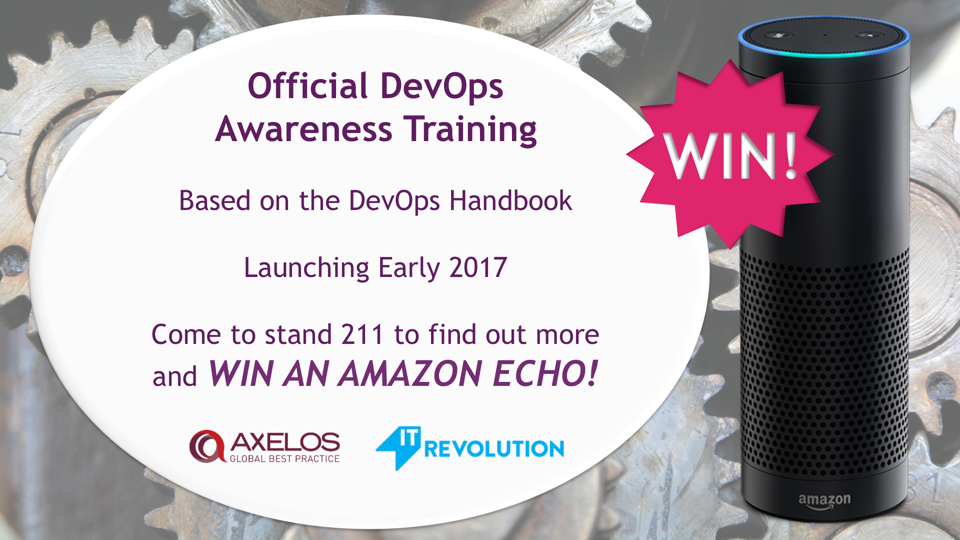 Official DevOps
Awareness Training
Based on the DevOps Handbook
Launching Early 2017
Come to stand 211 to find out more
and WIN AN AMAZON ECHO!
AXELOS
GLOBAL BEST PRACTICE
IT
REVOLUTION
WIN!
amazon